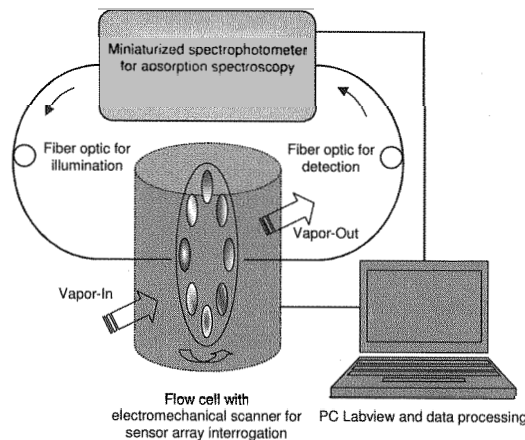 Miniaturized spectrophotometer
for absorption spectroscopy
Fiber optic for
illumination
Fiber optic for
detection
Vapor-Out
Vapor-In
Flow cell with
electromechanical scanner for
sensor array interrogation
PC Labview and data processing